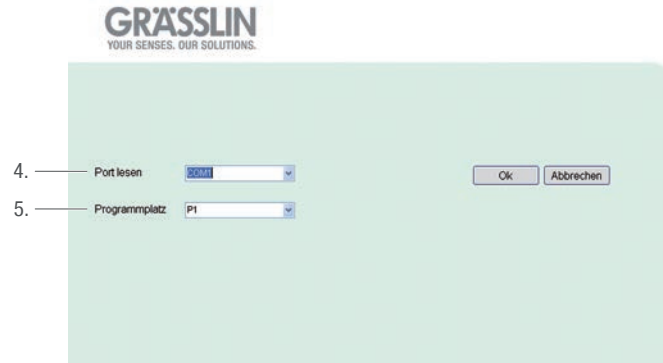 GRÄSSLIN
YOUR SENSES. OUR SOLUTIONS.
4. Port lesen COM1 Ok Abbrechen
5. Programmplatz P1